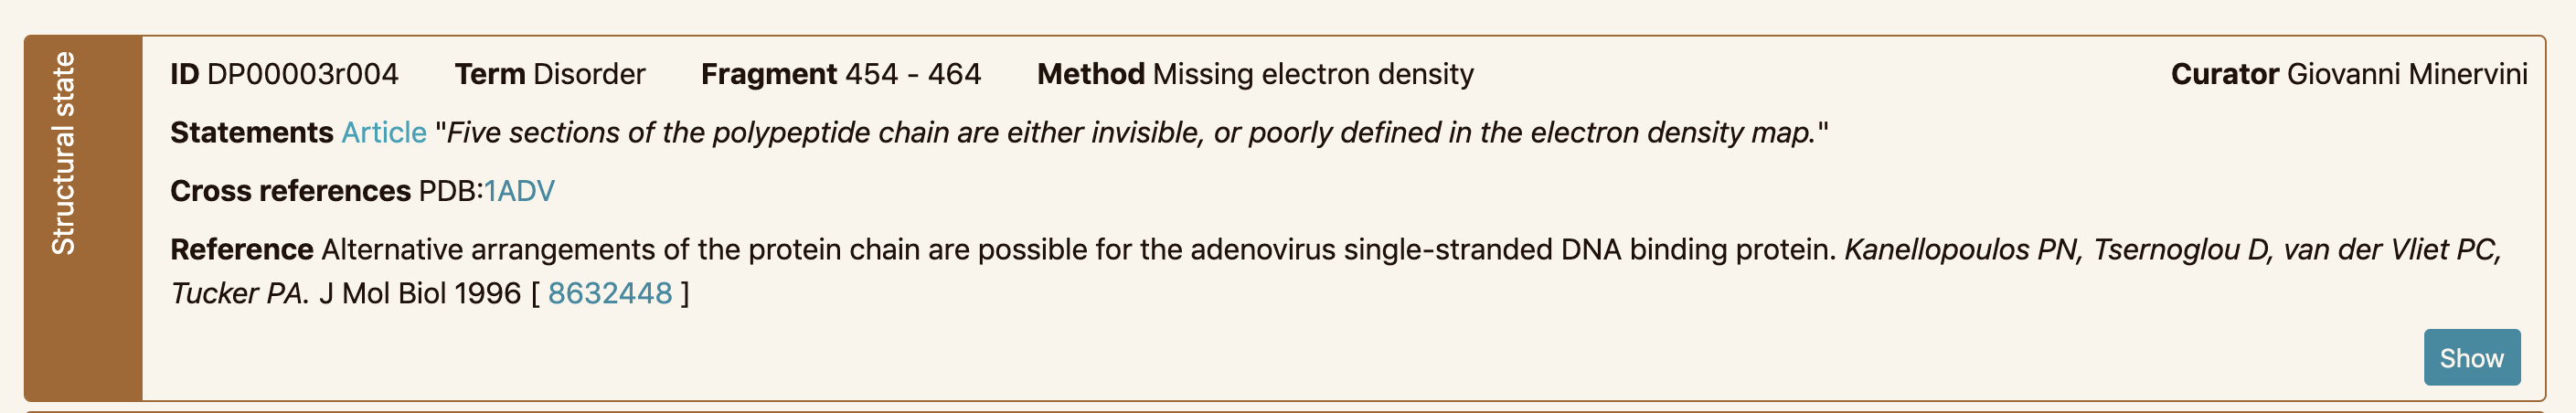 Structural state
ID DP00003r004 Term Disorder Fragment 454 - 464 Method Missing electron density Curator Giovanni Minervini
Statements Article "Five sections of the polypeptide chain are either invisible, or poorly defined in the electron density map."
Cross references PDB:1ADV
Reference Alternative arrangements of the protein chain are possible for the adenovirus single-stranded DNA binding protein. Kanellopoulos PN, Tsernoglou D, van der Vliet PC,
Tucker PA. J Mol Biol 1996 [ 8632448 ]
Show